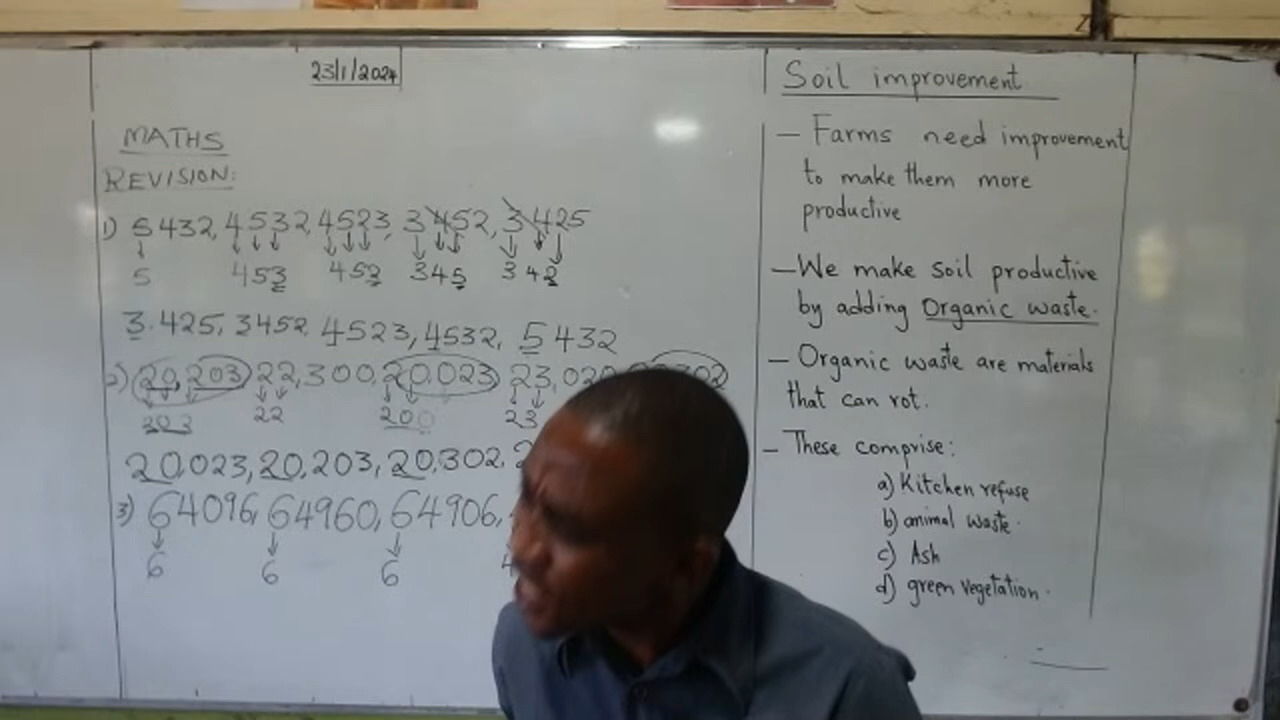 23/1/2024
MATHS
REVISION:
1) 5432, 4532, 4523, 3452, 3425
5 453 452 345 342
3.425, 3452, 4523, 4532, 5432
2) 20,203 22,300, 20,023 23,020
203 22 200 23
20,023, 20,203, 20,302,
3) 64096, 64960, 64906,
6 6 6
Soil improvement
– Farms need improvement
to make them more
productive
– We make soil productive
by adding Organic waste.
– Organic waste are materials
that can rot.
– These comprise:
a) Kitchen refuse
b) animal waste.
c) Ash
d) green vegetation.